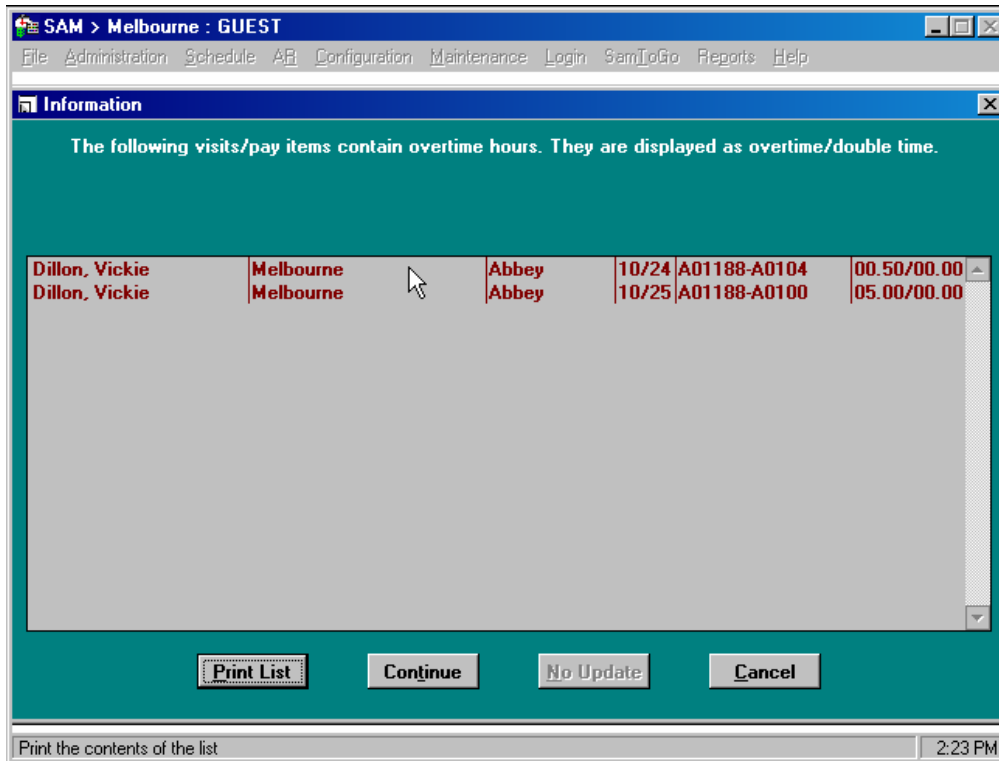 SAM > Melbourne : GUEST
File Administration Schedule AR Configuration Maintenance Login SamToGo Reports Help
Information
The following visits/pay items contain overtime hours. They are displayed as overtime/double time.
Dillon, Vickie Melbourne Abbey 10/24 A01188-A0104 00.50/00.00
Dillon, Vickie Melbourne Abbey 10/25 A01188-A0100 05.00/00.00
Print List Continue No Update Cancel
Print the contents of the list 2:23 PM